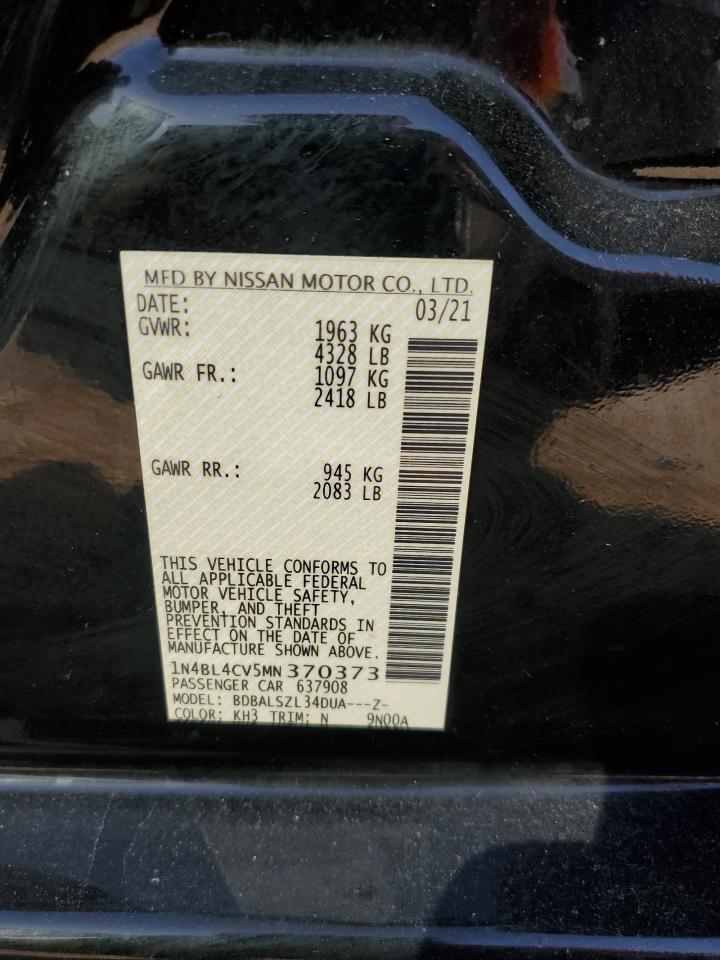 MFD BY NISSAN MOTOR CO., LTD.
DATE: 03/21
GVWR: 1963 KG
4328 LB
GAWR FR.: 1097 KG
2418 LB
GAWR RR.: 945 KG
2083 LB
THIS VEHICLE CONFORMS TO
ALL APPLICABLE FEDERAL
MOTOR VEHICLE SAFETY,
BUMPER, AND THEFT
PREVENTION STANDARDS IN
EFFECT ON THE DATE OF
MANUFACTURE SHOWN ABOVE.
1N4BL4CV5MN370373
PASSENGER CAR 637908
MODEL: BDBALSZL34DUA---Z-
COLOR: KH3 TRIM: N 9N00A